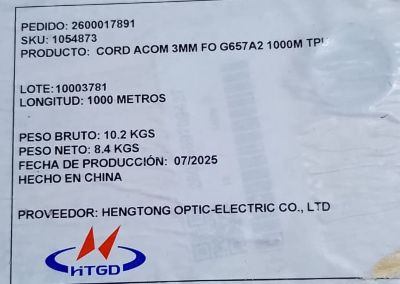 PEDIDO: 2600017891
SKU: 1054873
PRODUCTO: CORD ACOM 3MM FO G657A2 1000M TPU
LOTE: 10003781
LONGITUD: 1000 METROS
PESO BRUTO: 10.2 KGS
PESO NETO: 8.4 KGS
FECHA DE PRODUCCIÓN: 07/2025
HECHO EN CHINA
PROVEEDOR: HENGTONG OPTIC-ELECTRIC CO., LTD
HTGD